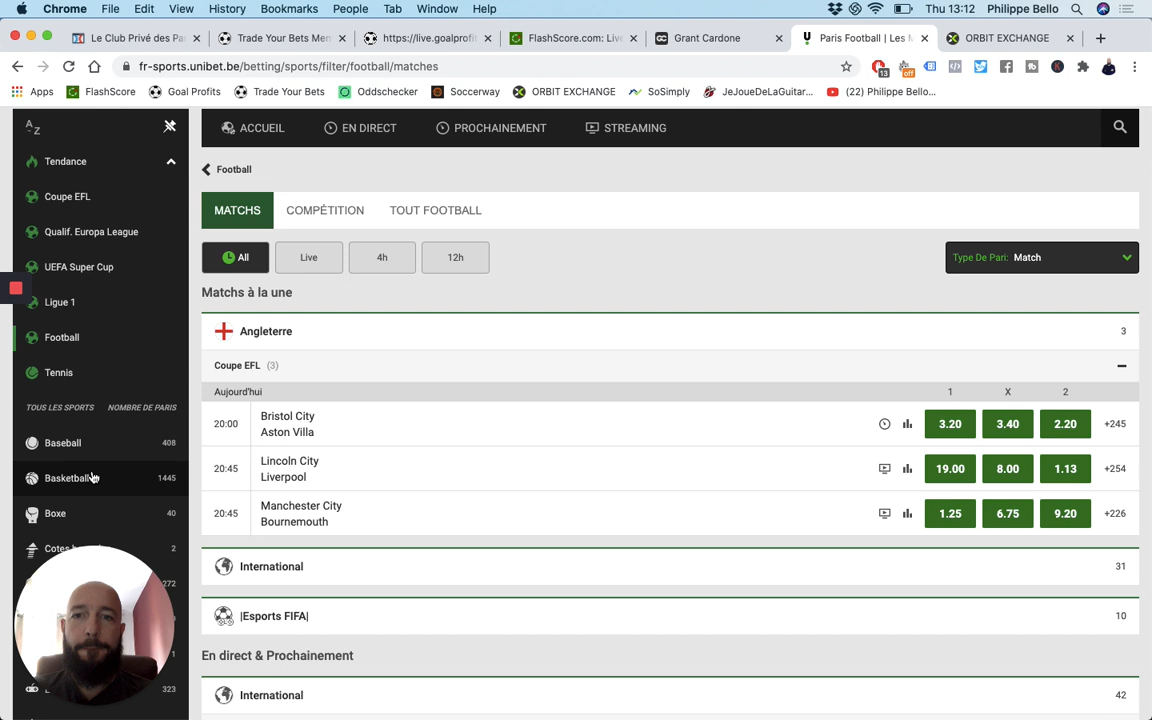 Chrome File Edit View History Bookmarks People Tab Window Help Thu 13:12 Philippe Bello
Le Club Privé des Pa Trade Your Bets Mem https://live.goalprofit FlashScore.com: Live Grant Cardone Paris Football | Les M ORBIT EXCHANGE
fr-sports.unibet.be/betting/sports/filter/football/matches 13 off
Apps FlashScore Goal Profits Trade Your Bets Oddschecker Soccerway ORBIT EXCHANGE SoSimply JeJoueDeLaGuitar... (22) Philippe Bello...
A-Z
Tendance
Coupe EFL
Qualif. Europa League
UEFA Super Cup
Ligue 1
Football
Tennis
TOUS LES SPORTS NOMBRE DE PARIS
Baseball 408
Basketball 1445
Boxe 40
Cotes 2
272
1
323
ACCUEIL EN DIRECT PROCHAINEMENT STREAMING
Football
MATCHS COMPÉTITION TOUT FOOTBALL
All Live 4h 12h Type De Pari: Match
Matchs à la une
Angleterre 3
Coupe EFL (3)
Aujourd'hui 1 X 2
20:00 Bristol City 3.20 3.40 2.20 +245
Aston Villa
20:45 Lincoln City 19.00 8.00 1.13 +254
Liverpool
20:45 Manchester City 1.25 6.75 9.20 +226
Bournemouth
International 31
|Esports FIFA| 10
En direct & Prochainement
International 42